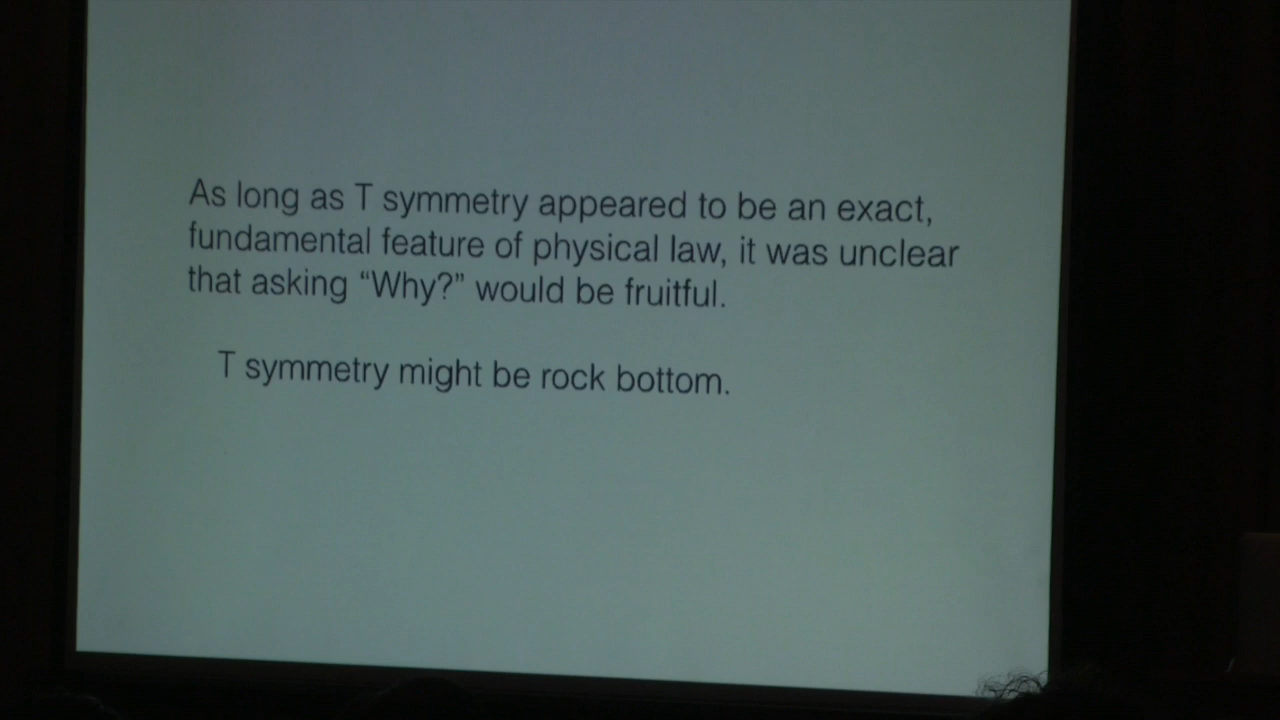 As long as T symmetry appeared to be an exact,
fundamental feature of physical law, it was unclear
that asking “Why?” would be fruitful.
T symmetry might be rock bottom.